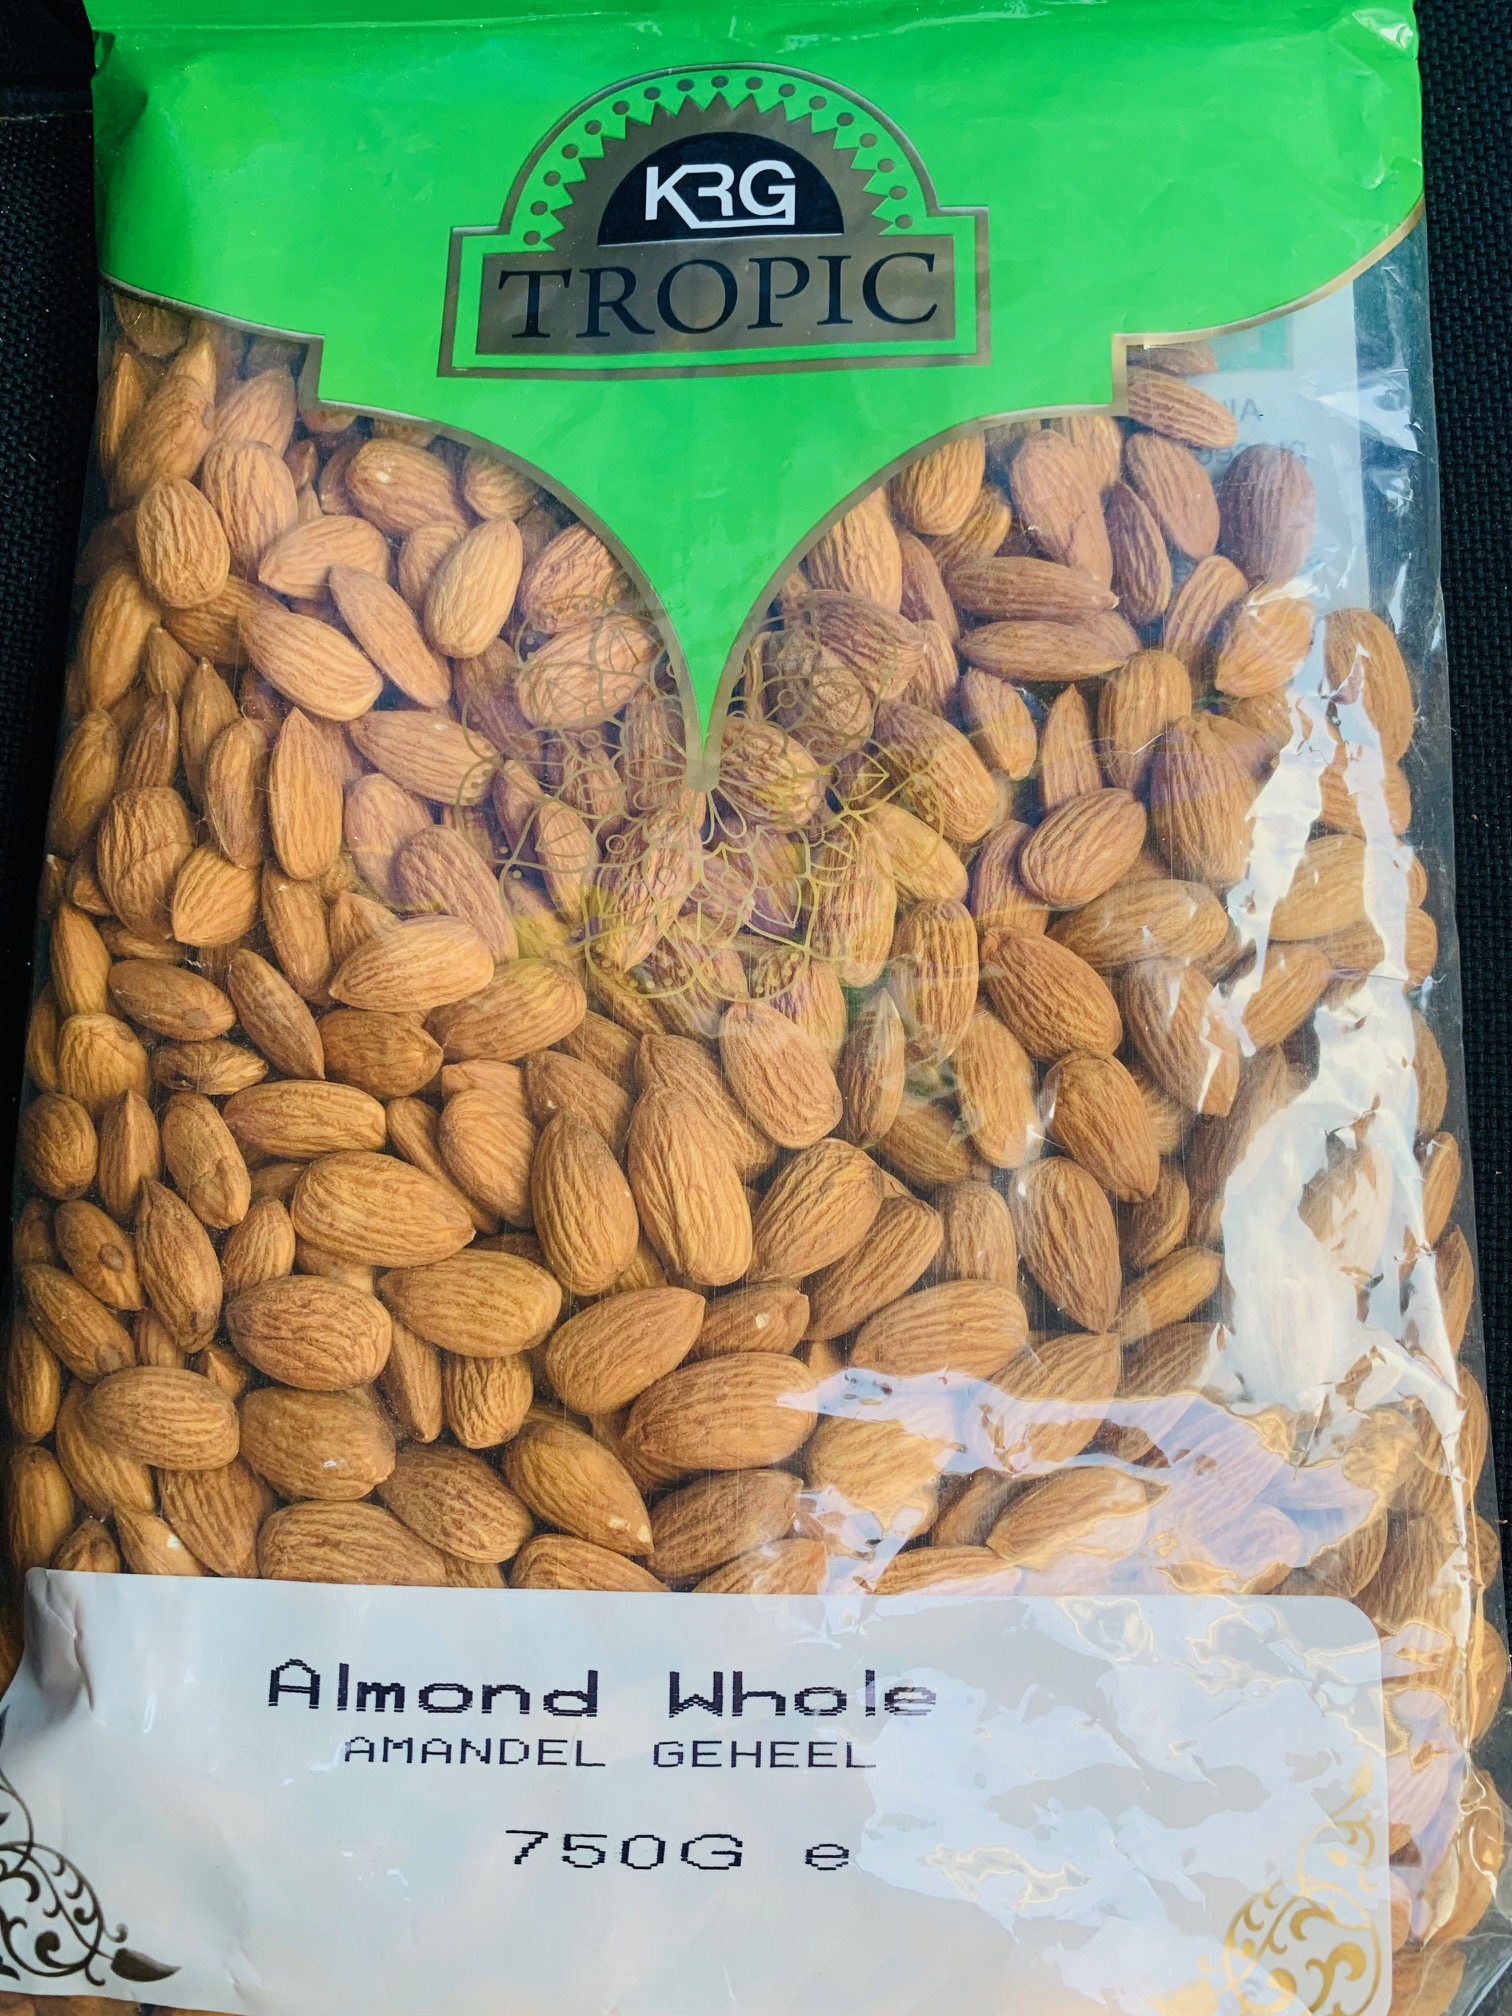 KRG
TROPIC
Almond Whole
AMANDEL GEHEEL
750G e